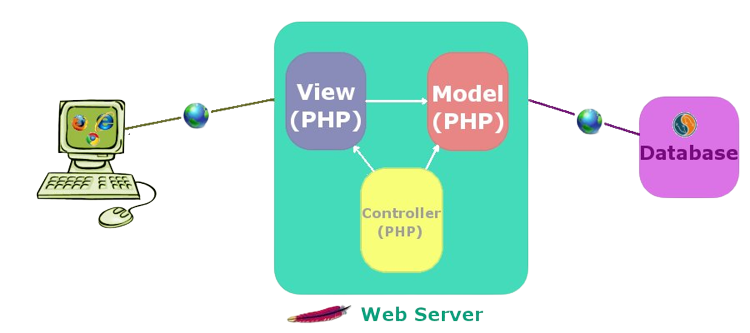 View
(PHP)
Model
(PHP)
Controller
(PHP)
Database
Web Server